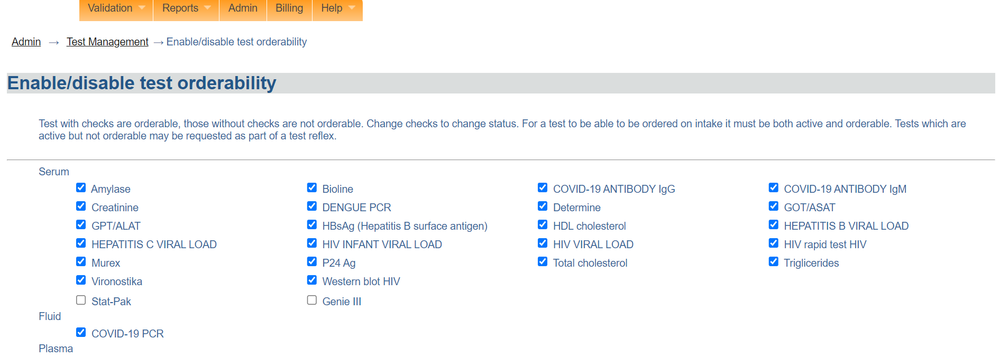 Validation Reports Admin Billing Help
Admin → Test Management → Enable/disable test orderability
Enable/disable test orderability
Test with checks are orderable, those without checks are not orderable. Change checks to change status. For a test to be able to be ordered on intake it must be both active and orderable. Tests which are
active but not orderable may be requested as part of a test reflex.
Serum
Amylase Bioline COVID-19 ANTIBODY IgG COVID-19 ANTIBODY IgM
Creatinine DENGUE PCR Determine GOT/ASAT
GPT/ALAT HBsAg (Hepatitis B surface antigen) HDL cholesterol HEPATITIS B VIRAL LOAD
HEPATITIS C VIRAL LOAD HIV INFANT VIRAL LOAD HIV VIRAL LOAD HIV rapid test HIV
Murex P24 Ag Total cholesterol Triglicerides
Vironostika Western blot HIV
Stat-Pak Genie III
Fluid
COVID-19 PCR
Plasma